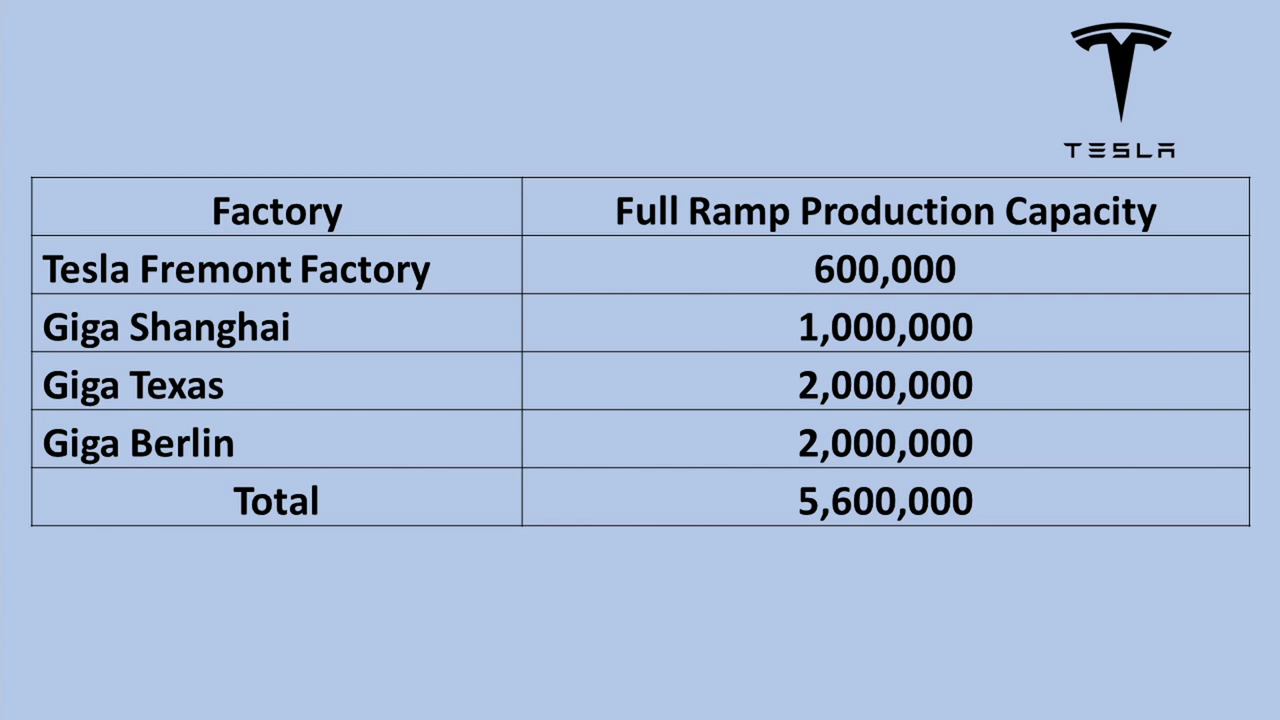 TESLA
Factory Full Ramp Production Capacity
Tesla Fremont Factory 600,000
Giga Shanghai 1,000,000
Giga Texas 2,000,000
Giga Berlin 2,000,000
Total 5,600,000